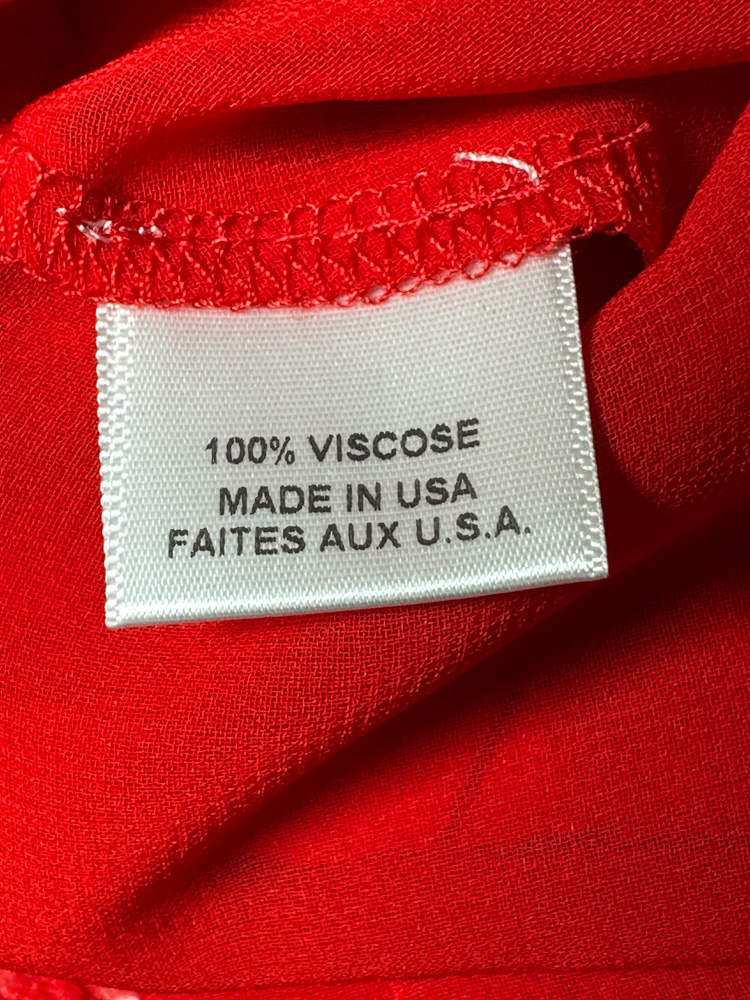 100% VISCOSE
MADE IN USA
FAITES AUX U.S.A.